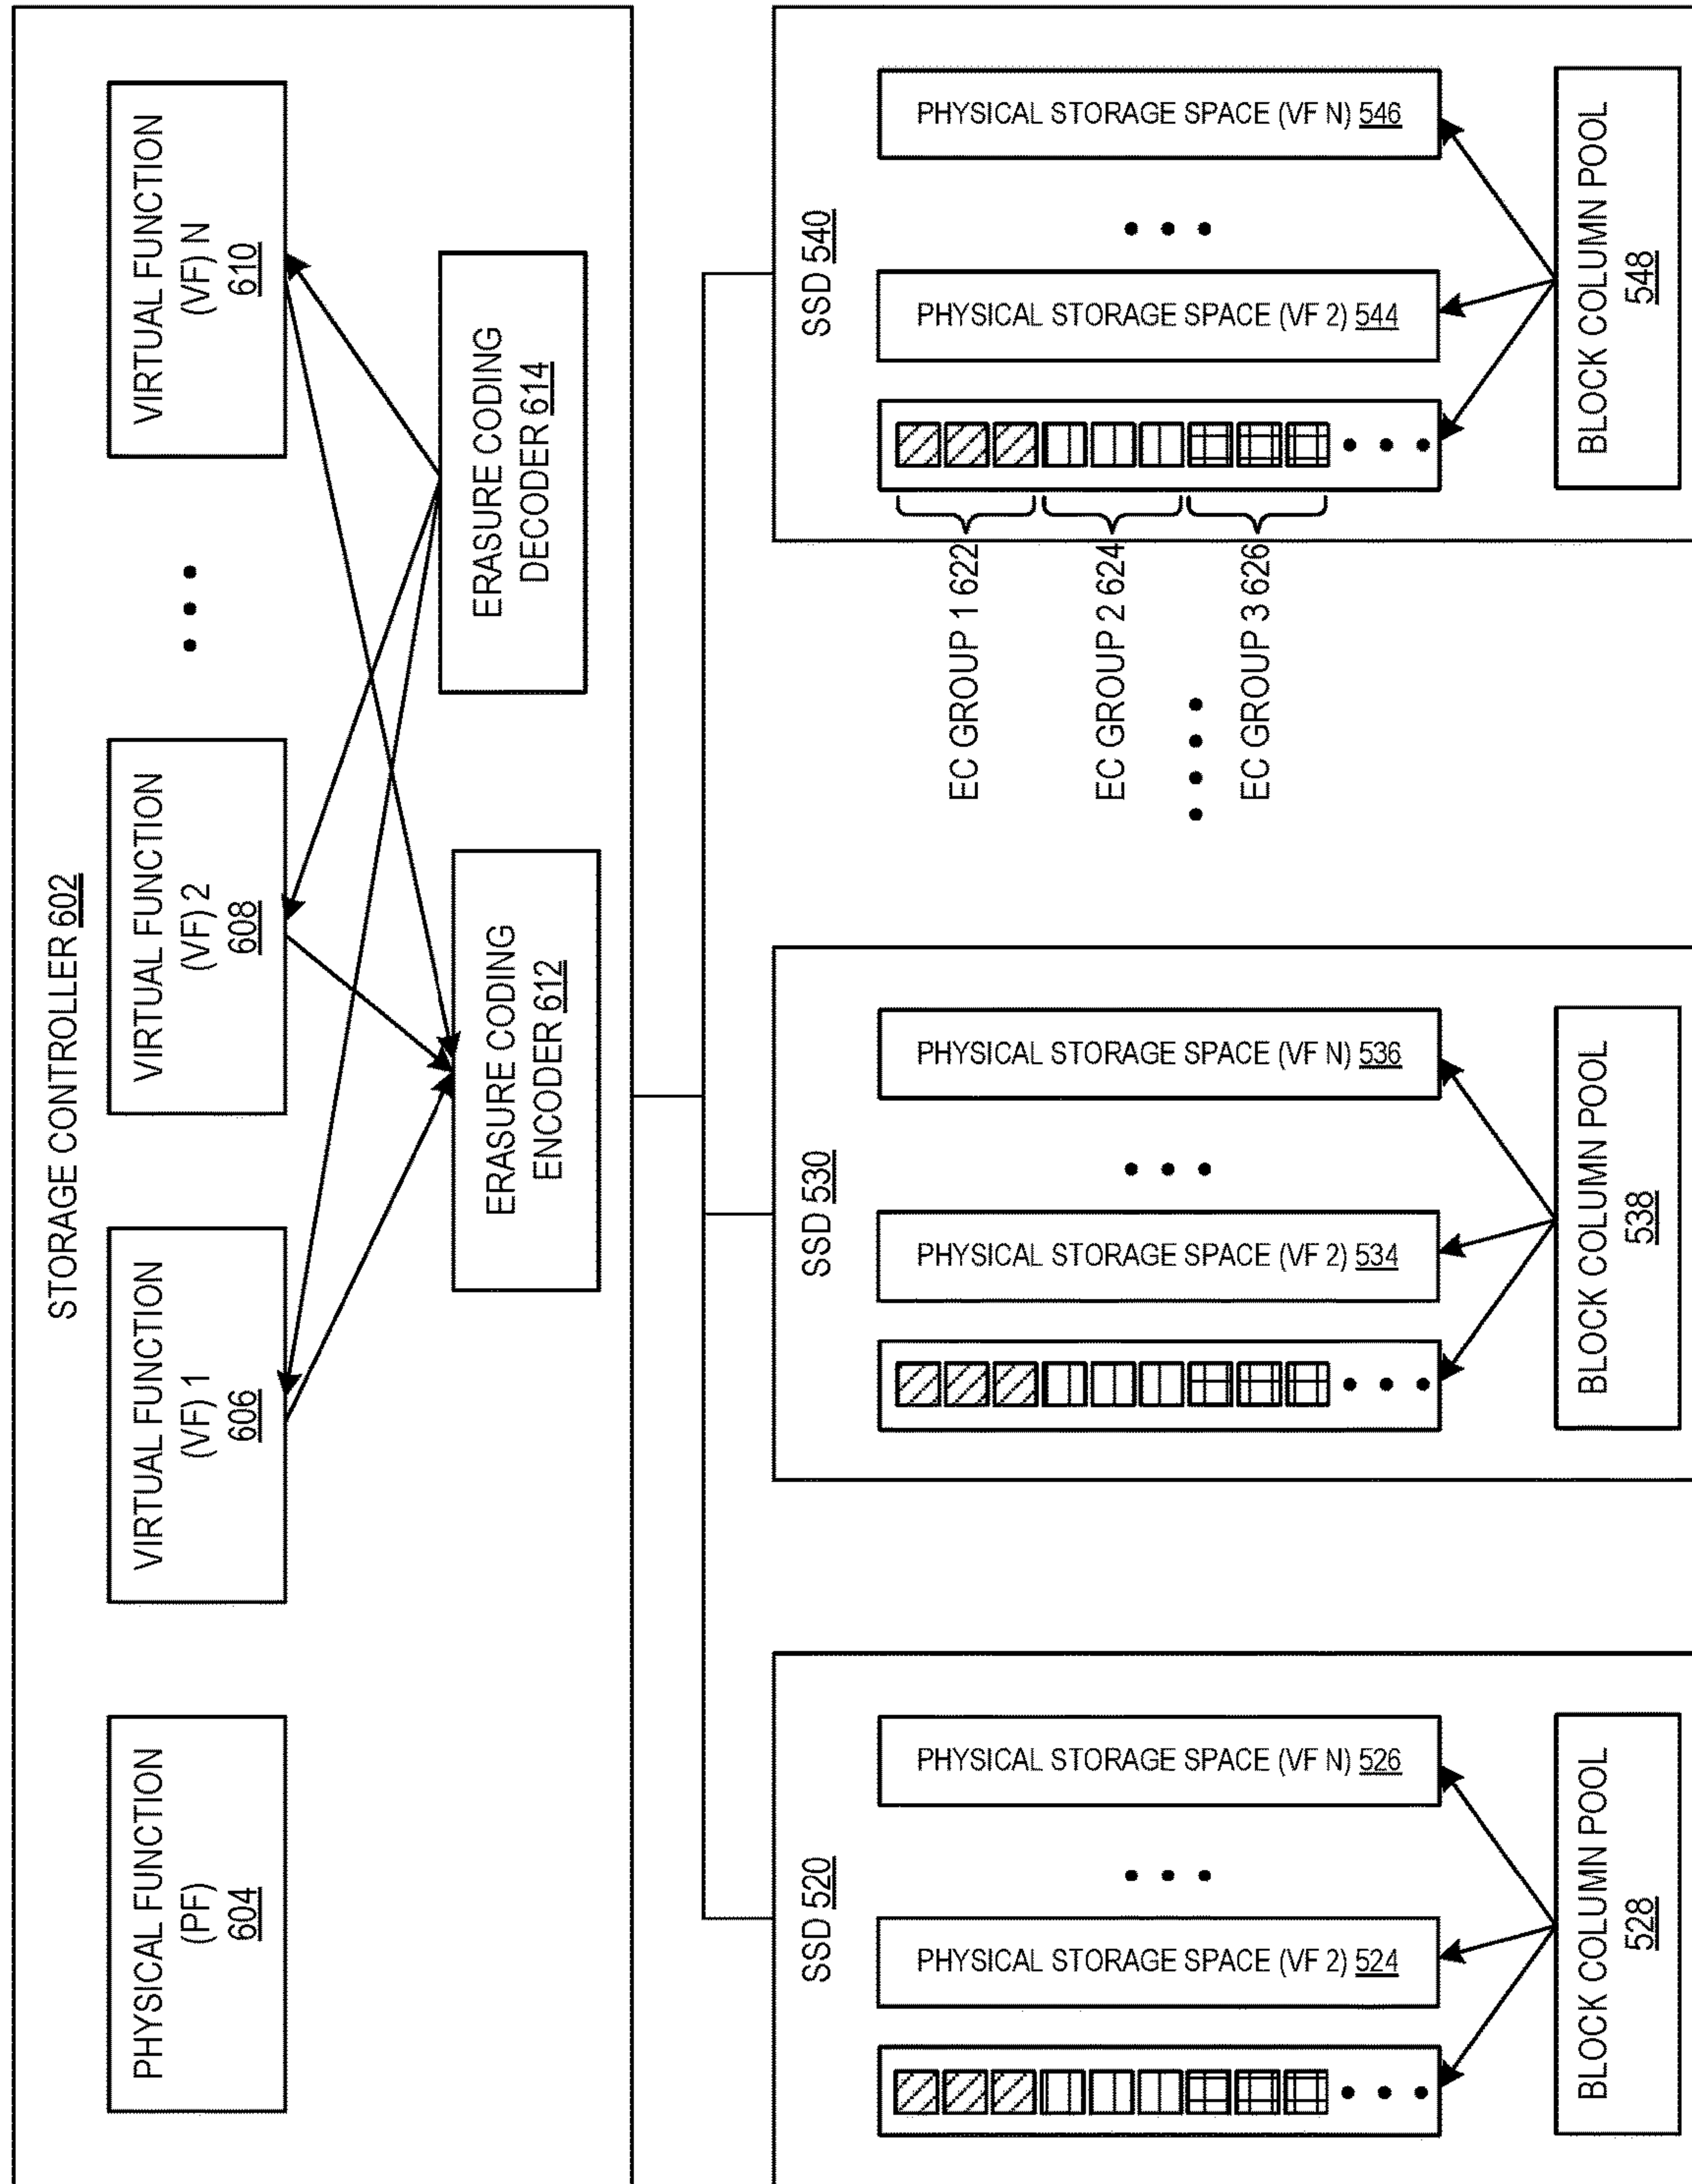 STORAGE CONTROLLER 602
PHYSICAL FUNCTION
(PF)
604
VIRTUAL FUNCTION
(VF) 1
606
VIRTUAL FUNCTION
(VF) 2
608
VIRTUAL FUNCTION
(VF) N
610
ERASURE CODING
ENCODER 612
ERASURE CODING
DECODER 614
SSD 520
PHYSICAL STORAGE SPACE (VF 2) 524
PHYSICAL STORAGE SPACE (VF N) 526
BLOCK COLUMN POOL
528
SSD 530
PHYSICAL STORAGE SPACE (VF 2) 534
PHYSICAL STORAGE SPACE (VF N) 536
BLOCK COLUMN POOL
538
EC GROUP 1 622
EC GROUP 2 624
EC GROUP 3 626
SSD 540
PHYSICAL STORAGE SPACE (VF 2) 544
PHYSICAL STORAGE SPACE (VF N) 546
BLOCK COLUMN POOL
548